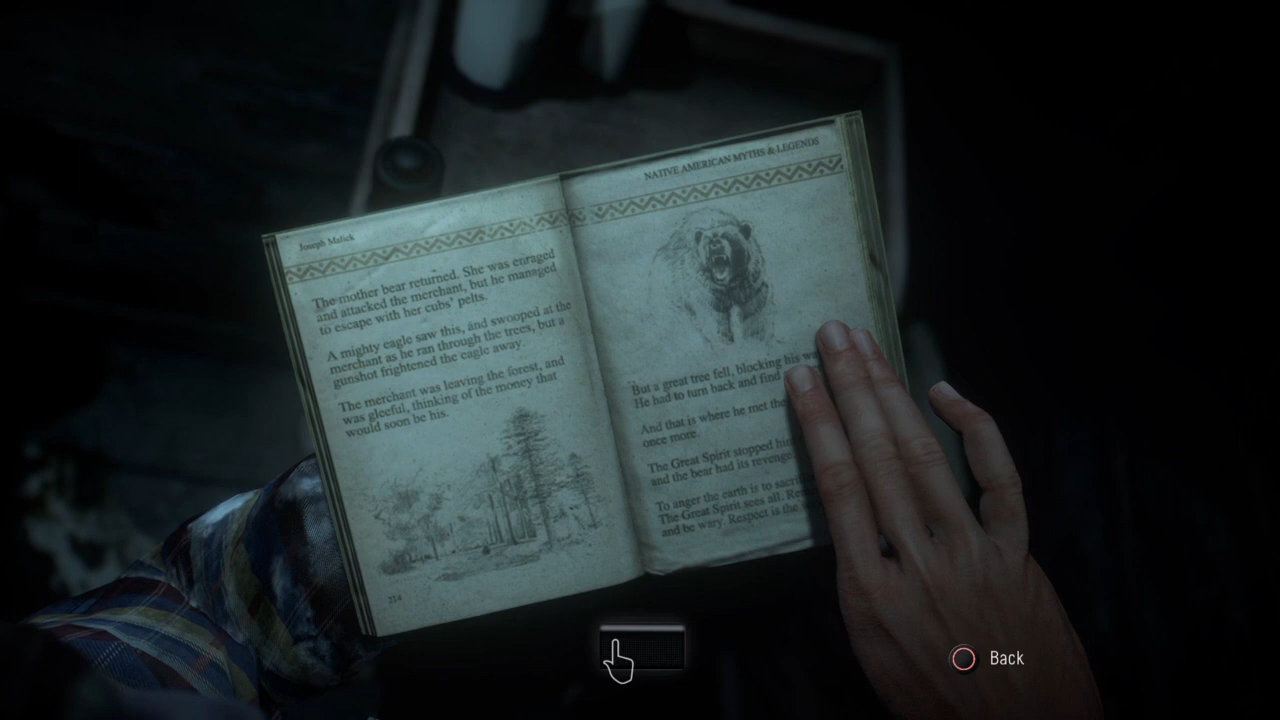 Joseph Malick
The mother bear returned. She was enraged
and attacked the merchant, but he managed
to escape with her cubs' pelts.
A mighty eagle saw this, and swooped at the
merchant as he ran through the trees, but a
gunshot frightened the eagle away.
The merchant was leaving the forest, and
was gleeful, thinking of the money that
would soon be his.
214
NATIVE AMERICAN MYTHS & LEGENDS
But a great tree fell, blocking his
He had to turn back and find
And that is where he met the
once more.
The Great Spirit stopped
and the bear had its revenge
To anger the earth is to
The Great Spirit sees all.
and be wary. Respect is the
Back